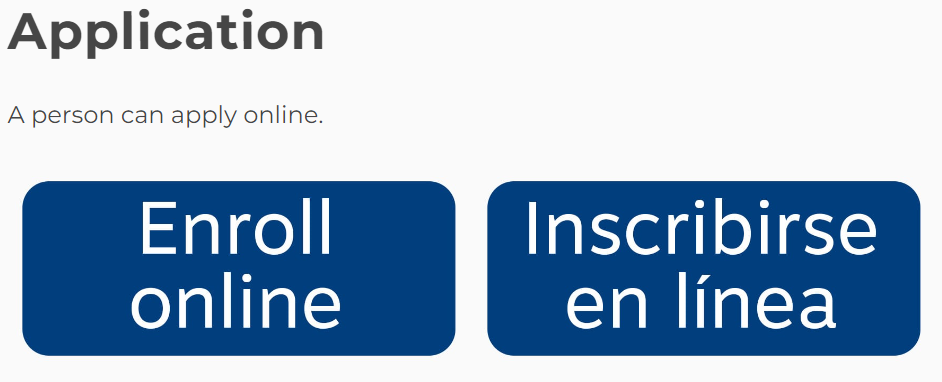 Application
A person can apply online.
Enroll
online
Inscribirse
en línea